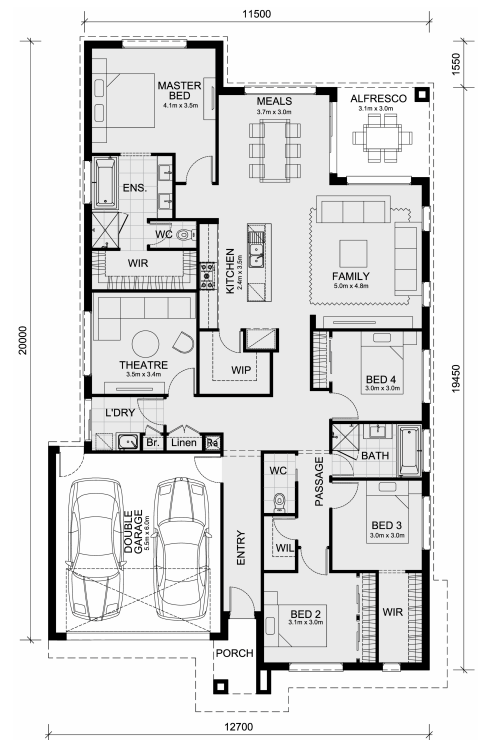 11500
1550
20000
19450
MASTER
BED
4.1m x 3.5m
MEALS
3.7m x 3.0m
ALFRESCO
3.1m x 3.0m
ENS.
WC
WIR
KITCHEN
2.4m x 3.5m
FAMILY
5.0m x 4.8m
THEATRE
3.5m x 3.4m
WIP
BED 4
3.0m x 3.0m
L'DRY
Br.
Linen
Ra
BATH
WC
PASSAGE
DOUBLE
GARAGE
5.5m x 6.0m
BED 3
3.0m x 3.0m
ENTRY
WIL
BED 2
3.1m x 3.0m
WIR
PORCH
12700